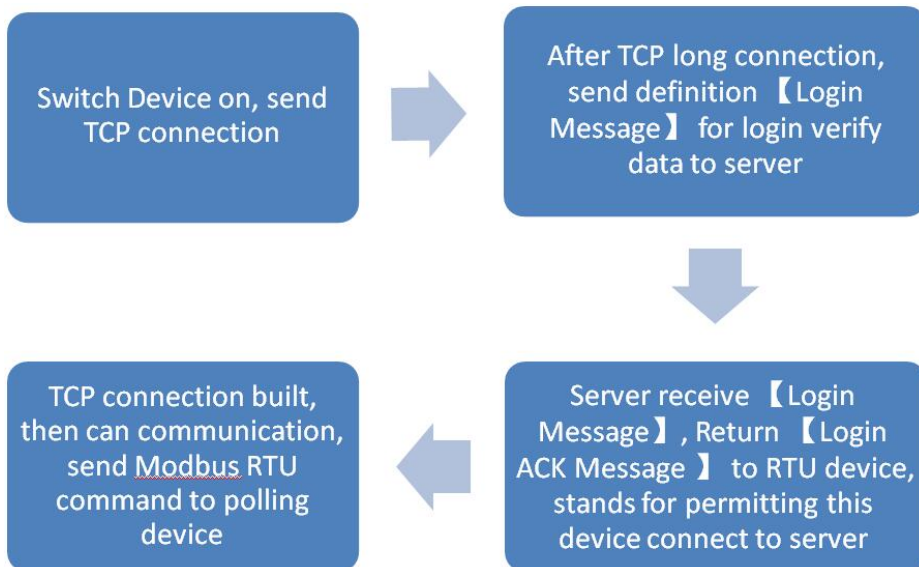 Switch Device on, send
TCP connection
After TCP long connection,
send definition 【Login
Message】 for login verify
data to server
Server receive 【Login
Message】, Return 【Login
ACK Message 】 to RTU device,
stands for permitting this
device connect to server
TCP connection built,
then can communication,
send Modbus RTU
command to polling
device